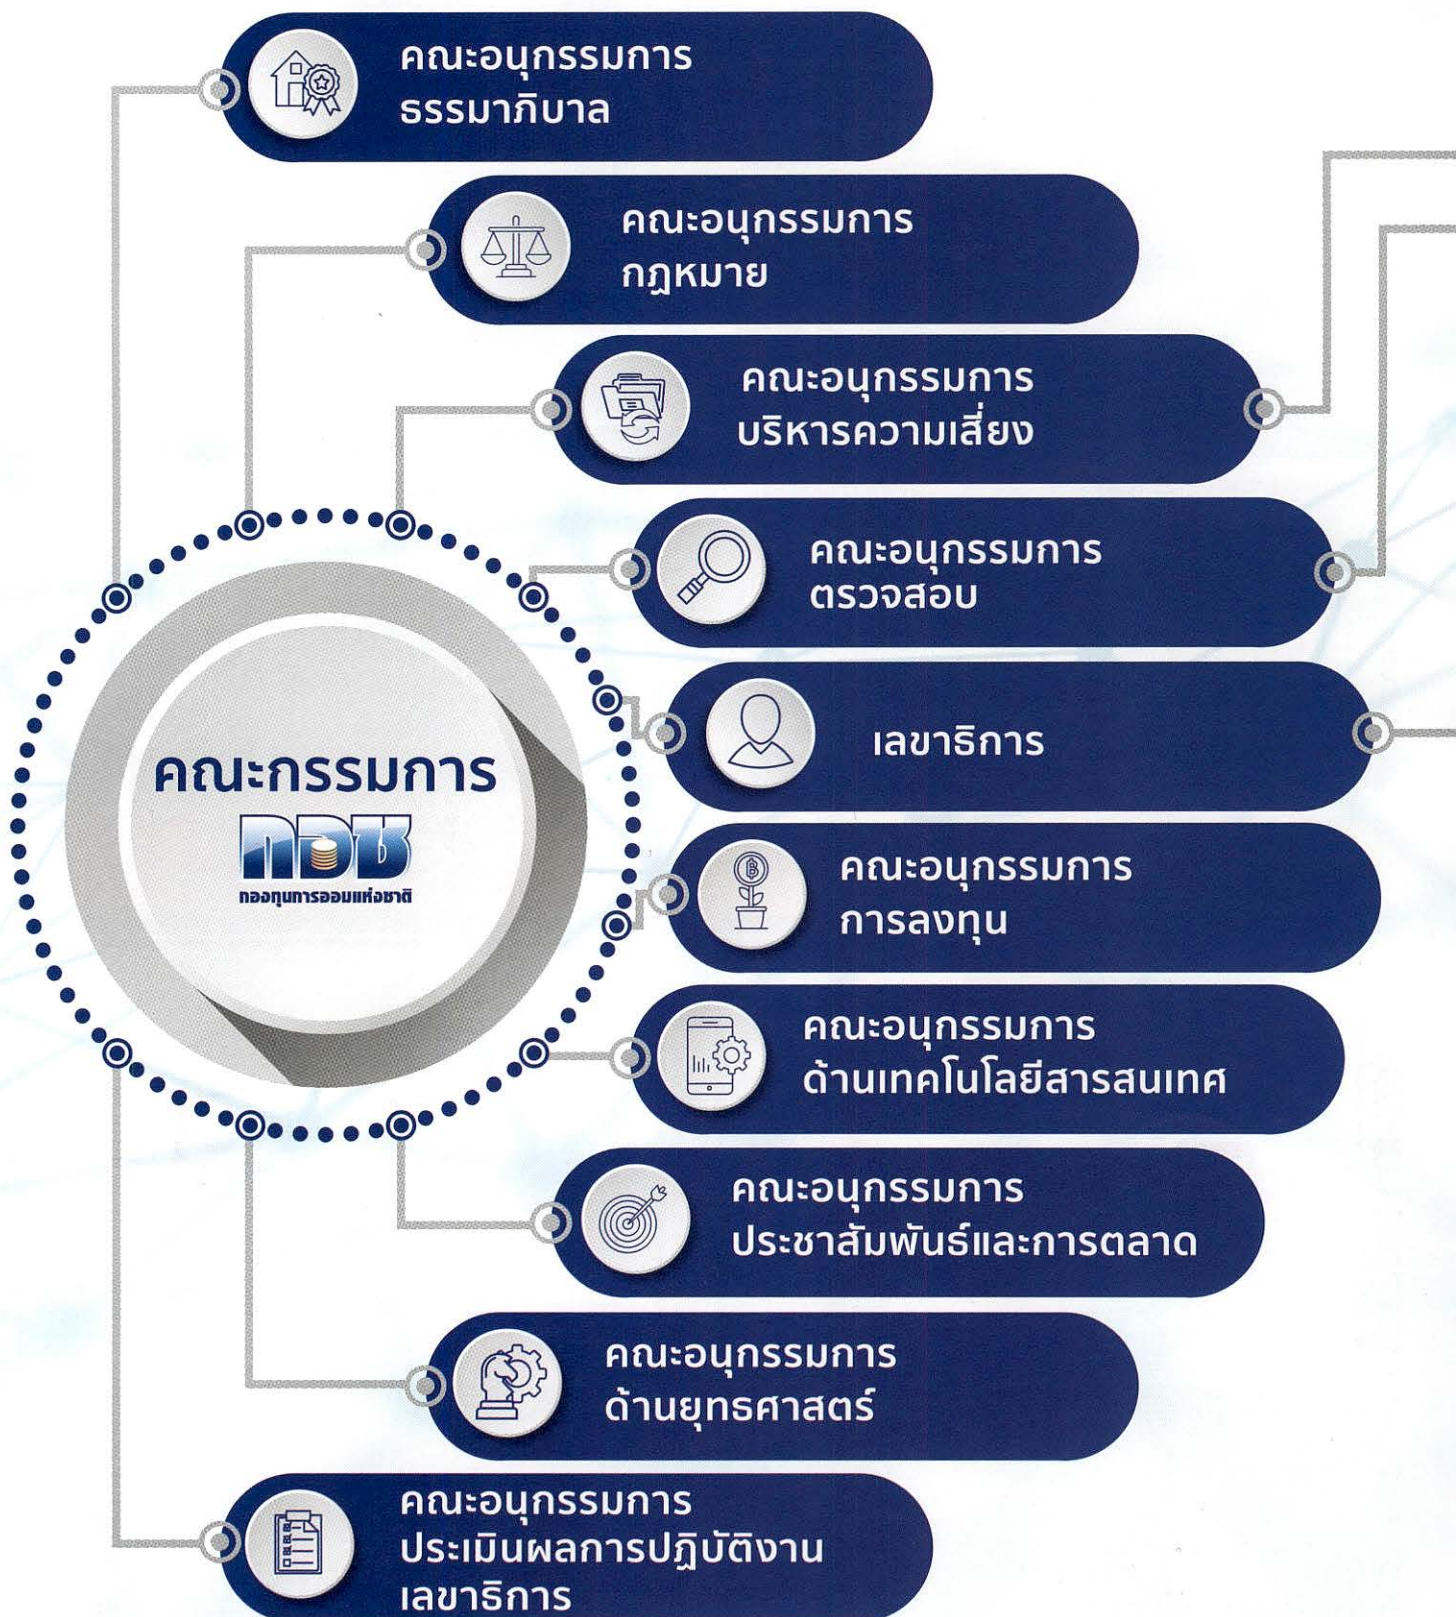 คณะอนุกรรมการ
ธรรมาภิบาล
คณะอนุกรรมการ
กฎหมาย
คณะอนุกรรมการ
บริหารความเสี่ยง
คณะอนุกรรมการ
ตรวจสอบ
เลขาธิการ
คณะกรรมการ
กอช
กองทุนการออมแห่งชาติ
คณะอนุกรรมการ
การลงทุน
คณะอนุกรรมการ
ด้านเทคโนโลยีสารสนเทศ
คณะอนุกรรมการ
ประชาสัมพันธ์และการตลาด
คณะอนุกรรมการ
ด้านยุทธศาสตร์
คณะอนุกรรมการ
ประเมินผลการปฏิบัติงาน
เลขาธิการ